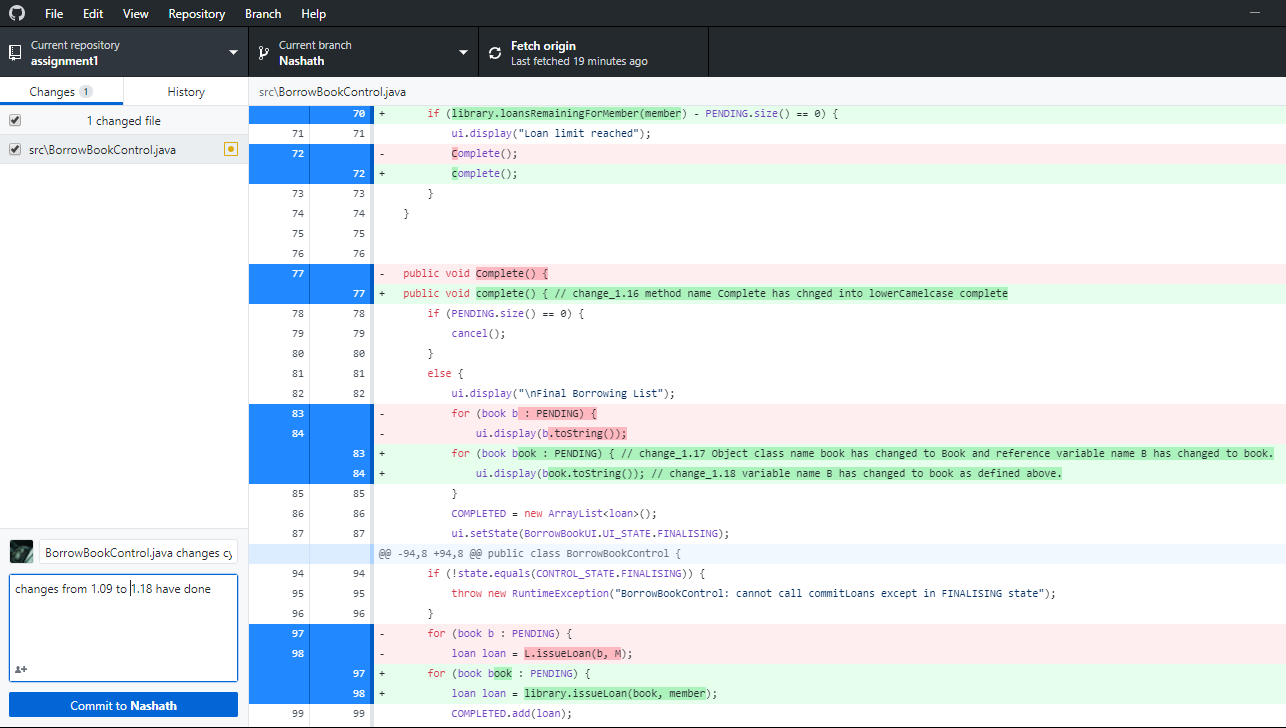 File Edit View Repository Branch Help
Current repository
assignment1
Current branch
Nashath
Fetch origin
Last fetched 19 minutes ago
Changes 1 History
1 changed file
src\BorrowBookControl.java
src\BorrowBookControl.java
70 + if (library.loansRemainingForMember(member) - PENDING.size() == 0) {
71 71 ui.display("Loan limit reached");
72 - Complete();
72 + complete();
73 73 }
74 74 }
75 75
76 76
77 - public void Complete() {
77 + public void complete() { // change_1.16 method name Complete has chnged into lowerCamelcase complete
78 78 if (PENDING.size() == 0) {
79 79 cancel();
80 80 }
81 81 else {
82 82 ui.display("\nFinal Borrowing List");
83 - for (book b : PENDING) {
84 - ui.display(b.toString());
83 + for (book book : PENDING) { // change_1.17 Object class name book has changed to Book and reference variable name B has changed to book.
84 + ui.display(book.toString()); // change_1.18 variable name B has changed to book as defined above.
85 85 }
86 86 COMPLETED = new ArrayList<loan>();
87 87 ui.setState(BorrowBookUI.UI_STATE.FINALISING);
@@ -94,8 +94,8 @@ public class BorrowBookControl {
94 94 if (!state.equals(CONTROL_STATE.FINALISING)) {
95 95 throw new RuntimeException("BorrowBookControl: cannot call commitLoans except in FINALISING state");
96 96 }
97 - for (book b : PENDING) {
98 - loan loan = L.issueLoan(b, M);
97 + for (book book : PENDING) {
98 + loan loan = library.issueLoan(book, member);
99 99 COMPLETED.add(loan);
BorrowBookControl.java changes cy
changes from 1.09 to 1.18 have done
Commit to Nashath